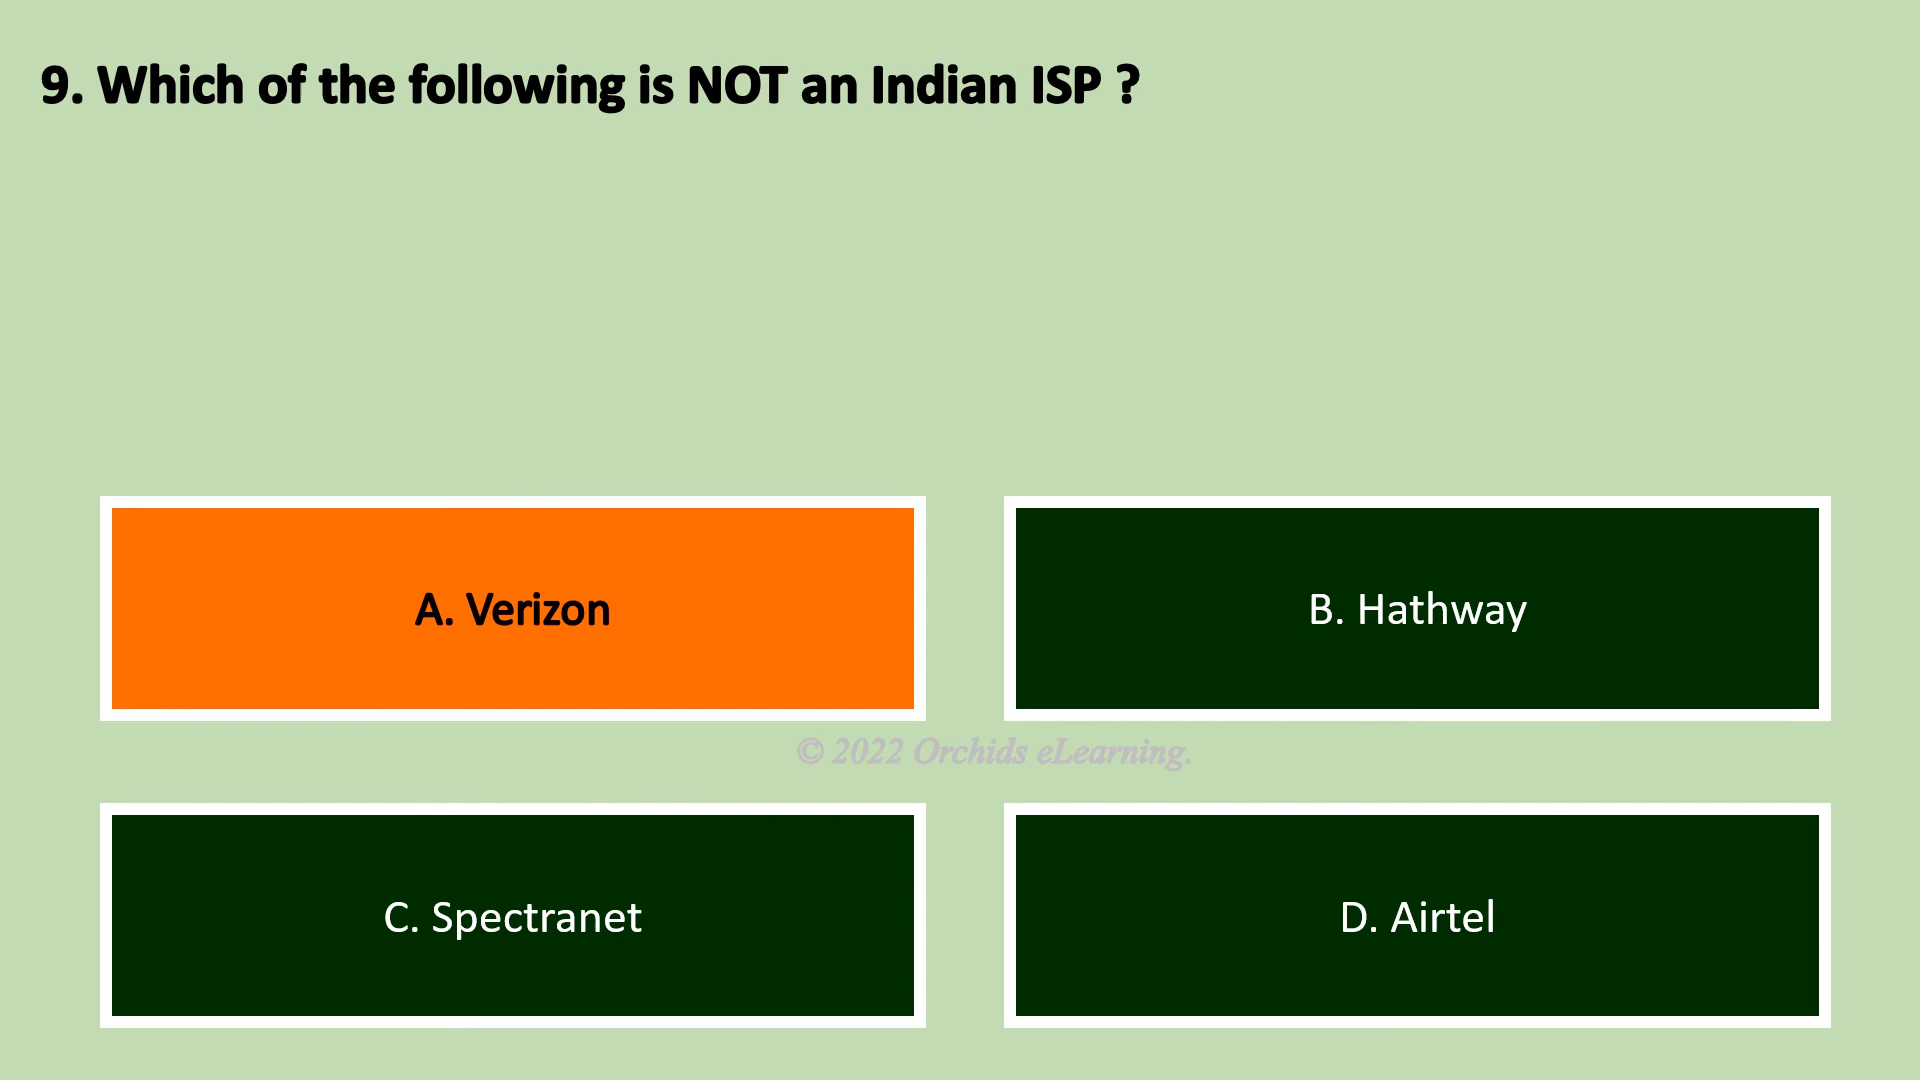 9. Which of the following is NOT an Indian ISP ?
A. Verizon
B. Hathway
© 2022 Orchids eLearning.
C. Spectranet
D. Airtel